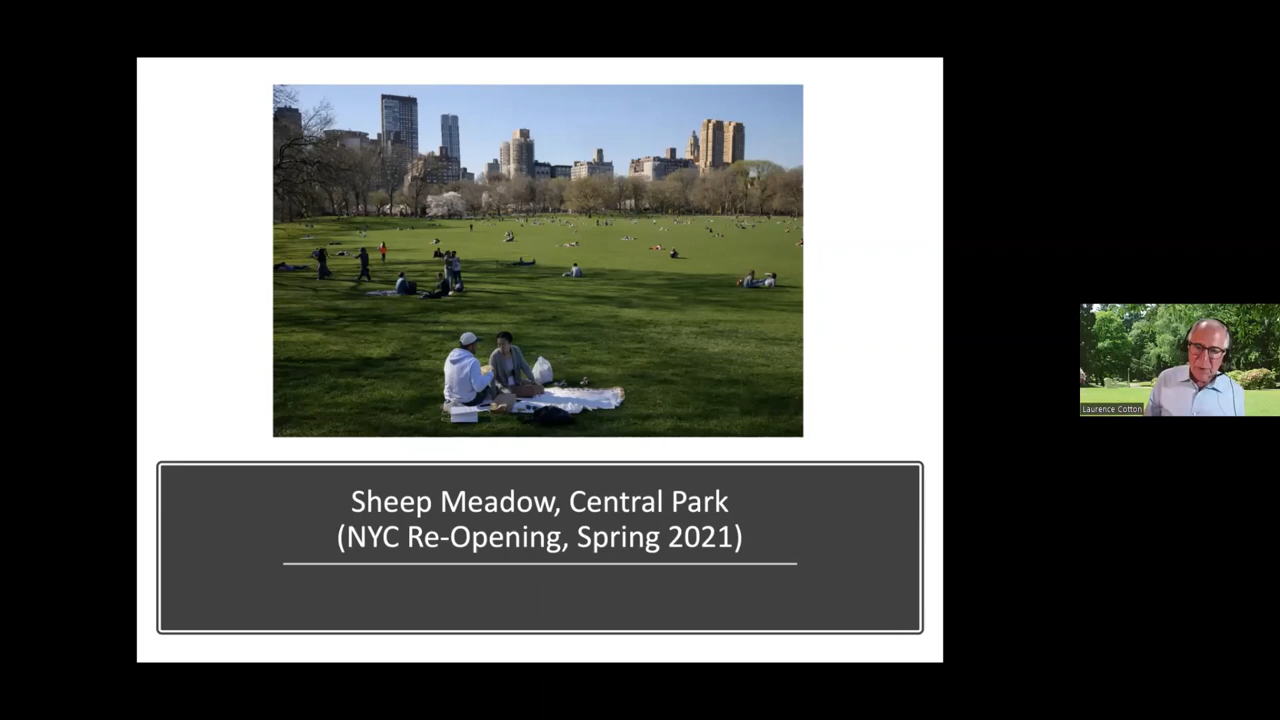 Sheep Meadow, Central Park
(NYC Re-Opening, Spring 2021)
Laurence Cotton